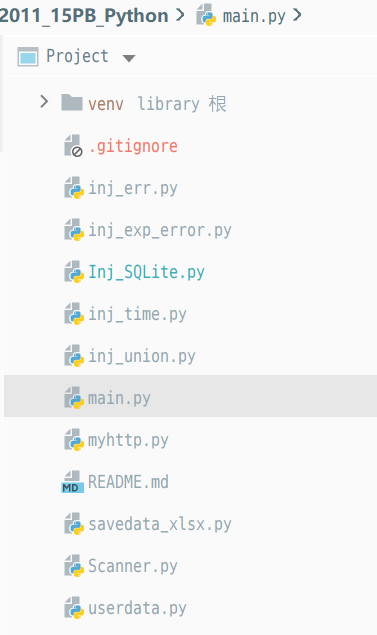 2011_15PB_Python > main.py >
Project
venv library 根
.gitignore
inj_err.py
inj_exp_error.py
Inj_SQLite.py
inj_time.py
inj_union.py
main.py
myhttp.py
MD README.md
savedata_xlsx.py
Scanner.py
userdata.py